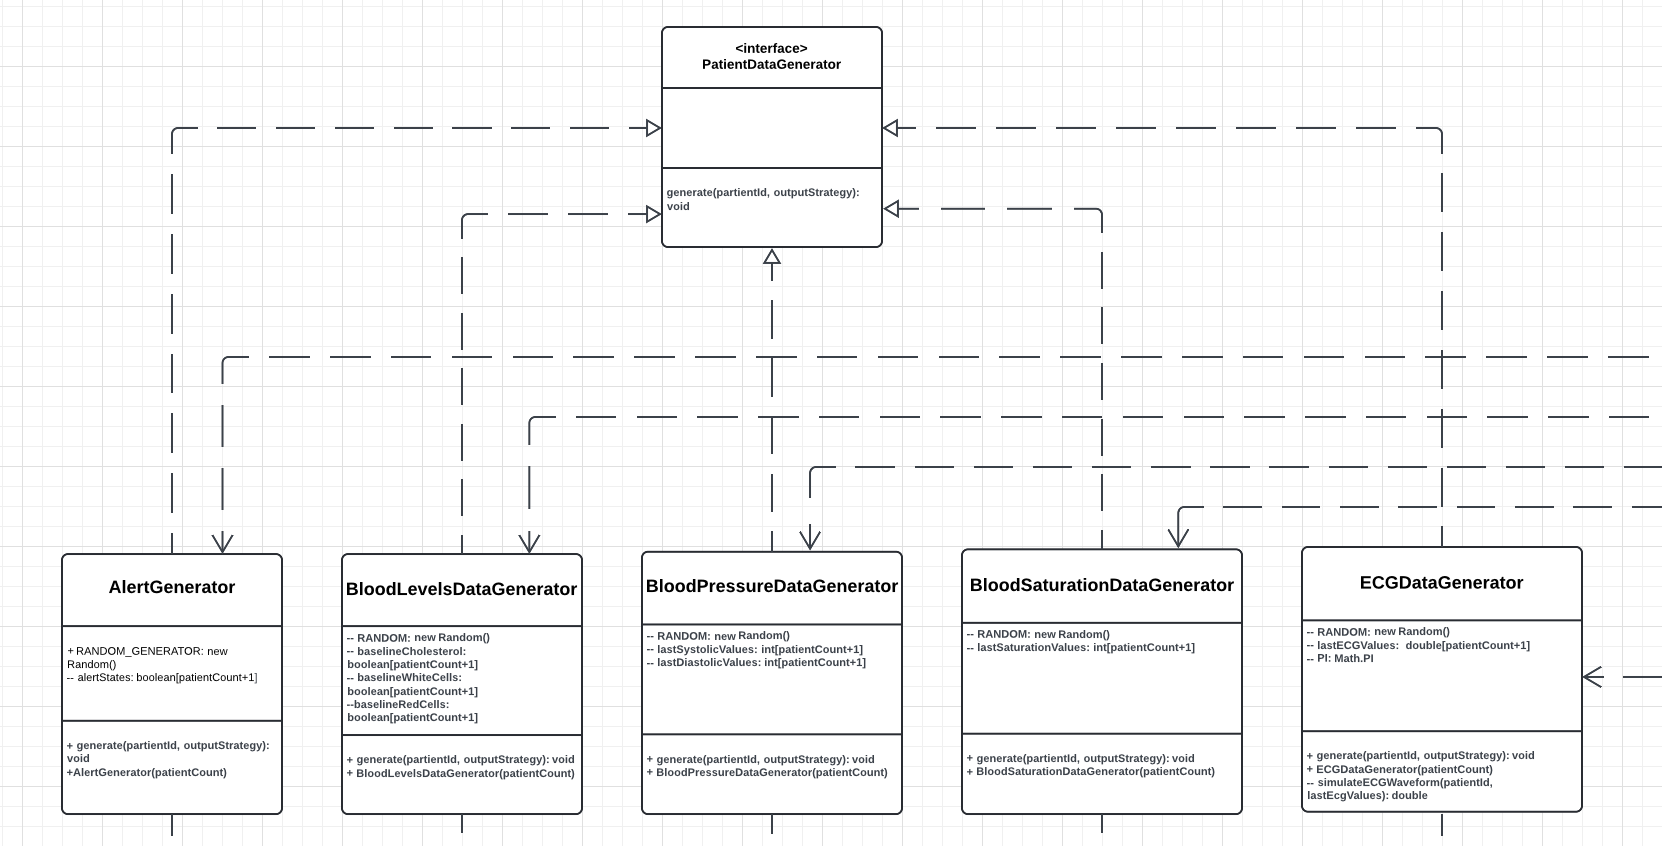 <interface>
PatientDataGenerator
generate(partientId, outputStrategy):
void
AlertGenerator
+ RANDOM_GENERATOR: new
Random()
-- alertStates: boolean[patientCount+1]
+ generate(partientId, outputStrategy):
void
+AlertGenerator(patientCount)
BloodLevelsDataGenerator
-- RANDOM: new Random()
-- baselineCholesterol:
boolean[patientCount+1]
-- baselineWhiteCells:
boolean[patientCount+1]
--baselineRedCells:
boolean[patientCount+1]
+ generate(partientId, outputStrategy): void
+ BloodLevelsDataGenerator(patientCount)
BloodPressureDataGenerator
-- RANDOM: new Random()
-- lastSystolicValues: int[patientCount+1]
-- lastDiastolicValues: int[patientCount+1]
+ generate(partientId, outputStrategy): void
+ BloodPressureDataGenerator(patientCount)
BloodSaturationDataGenerator
-- RANDOM: new Random()
-- lastSaturationValues: int[patientCount+1]
+ generate(partientId, outputStrategy): void
+ BloodSaturationDataGenerator(patientCount)
ECGDataGenerator
-- RANDOM: new Random()
-- lastECGValues: double[patientCount+1]
-- PI: Math.PI
+ generate(partientId, outputStrategy): void
+ ECGDataGenerator(patientCount)
-- simulateECGWaveform(patientId,
lastEcgValues): double